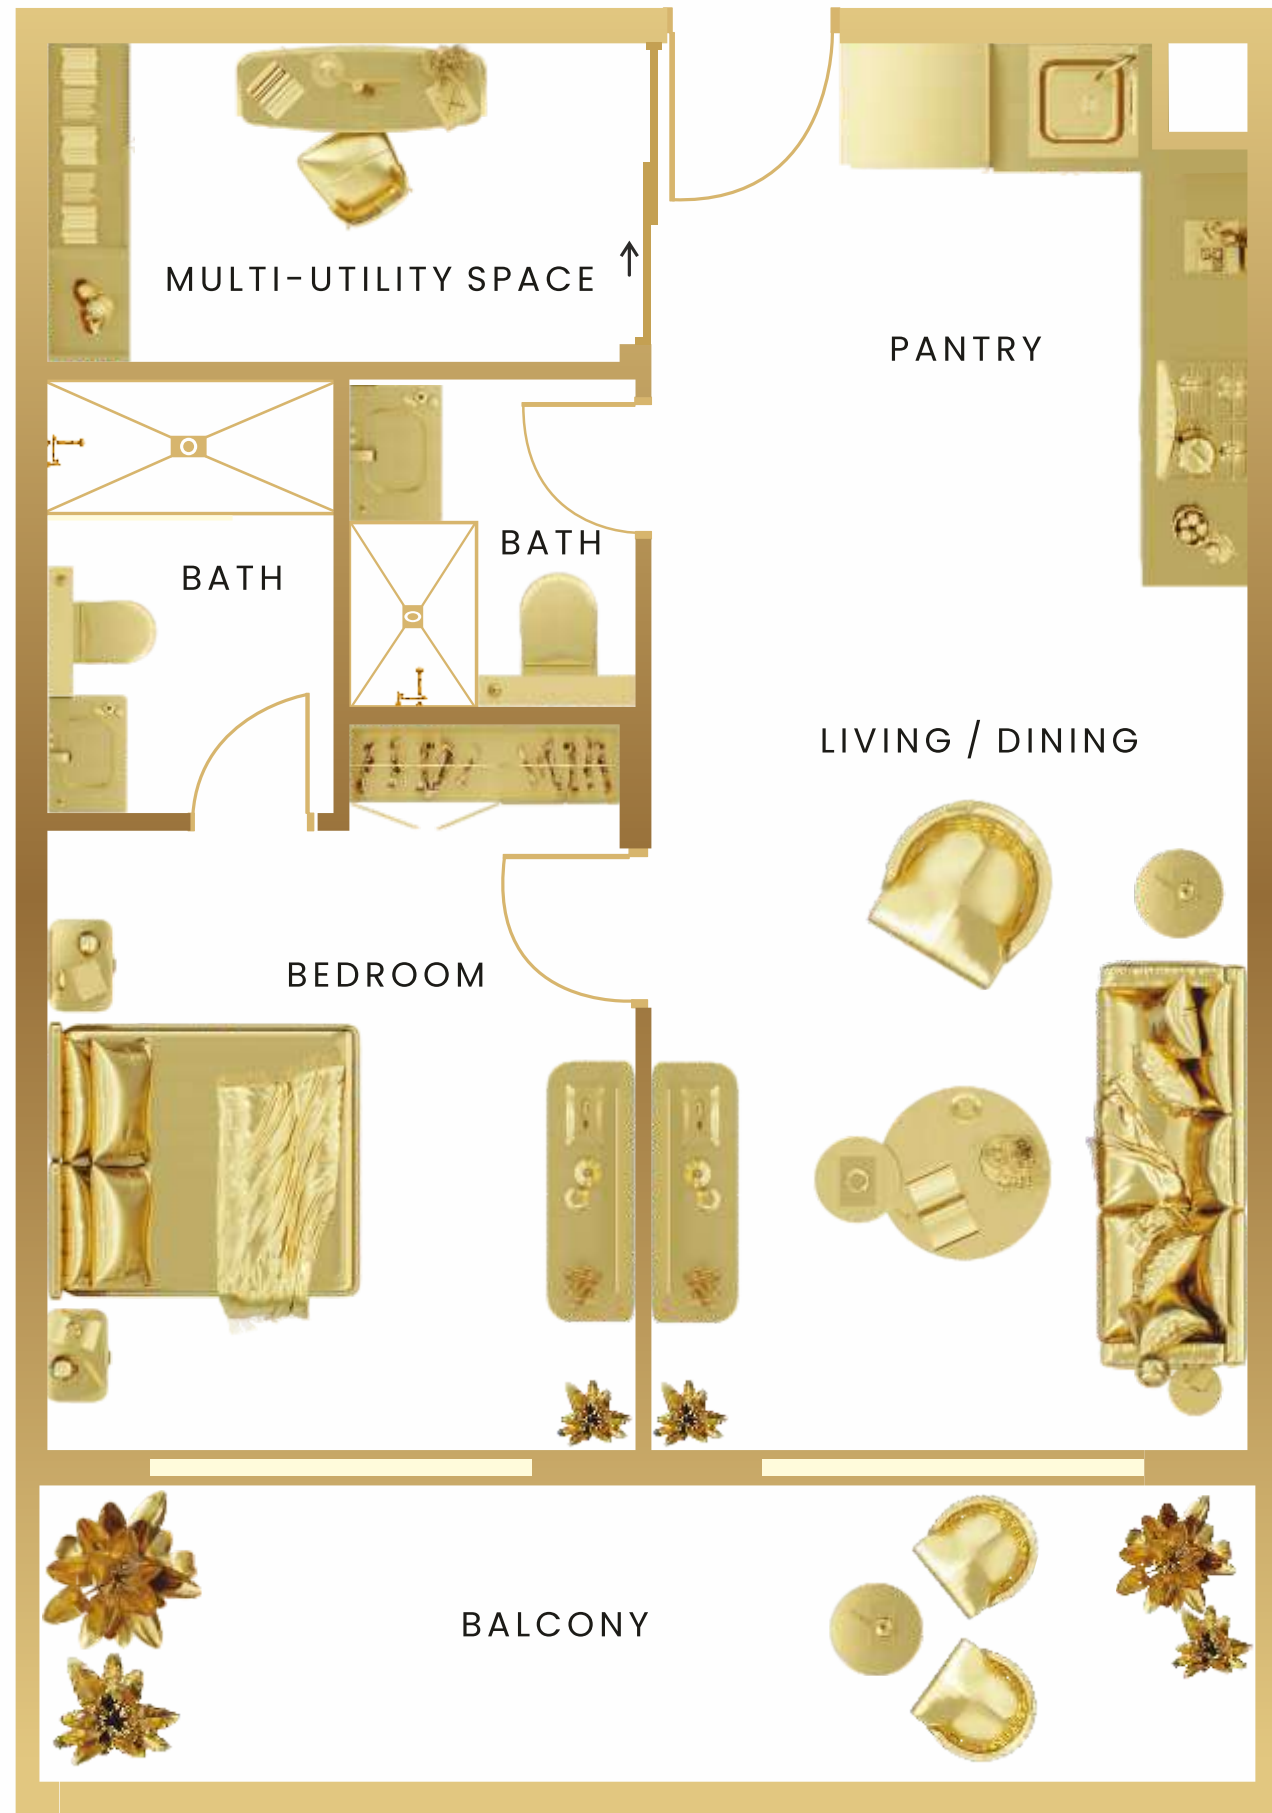 MULTI-UTILITY SPACE
PANTRY
BATH
BATH
LIVING / DINING
BEDROOM
BALCONY